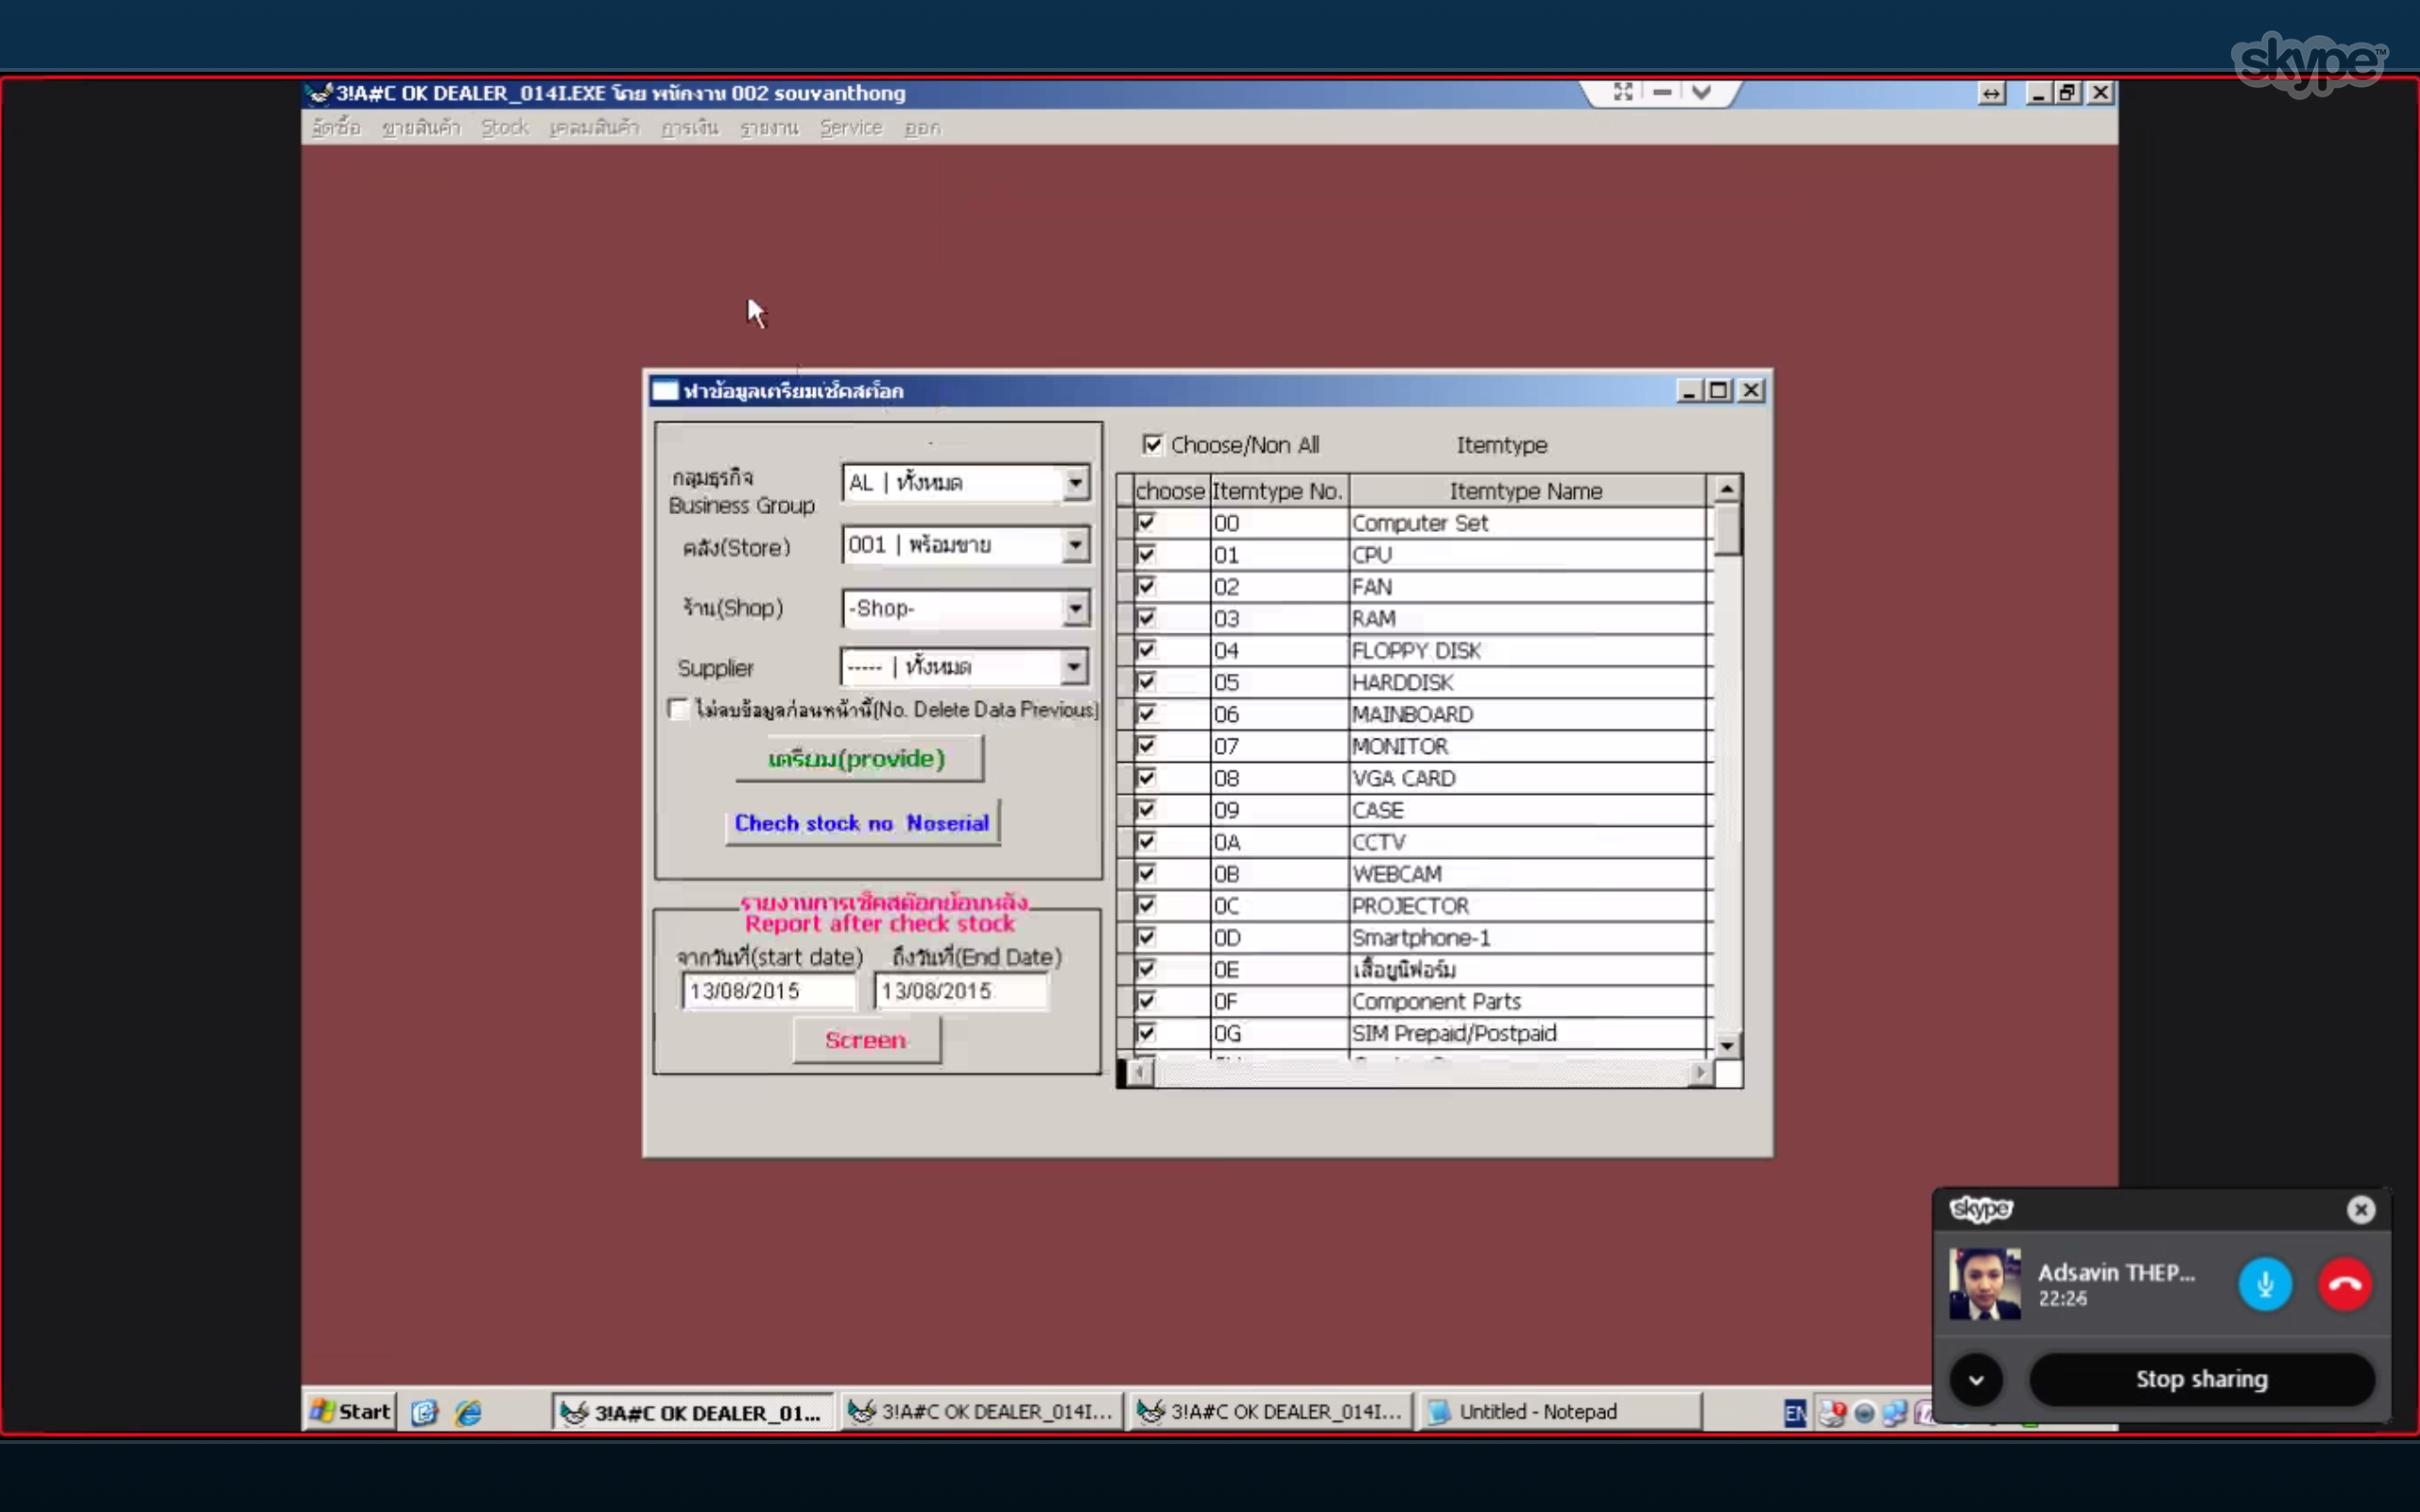 skype™
3!A#C OK DEALER_014I.EXE โดย พนักงาน 002 souvanthong
จัดซื้อ ขายสินค้า Stock เคลมสินค้า การเงิน รายงาน Service ออก
ทำข้อมูลเตรียมเช็คสต็อก
กลุ่มธุรกิจ
Business Group
AL | ทั้งหมด
คลัง(Store)
001 | พร้อมขาย
ร้าน(Shop)
-Shop-
Supplier
----- | ทั้งหมด
ไม่ลบข้อมูลก่อนหน้านี้(No. Delete Data Previous)
เตรียม(provide)
Chech stock no Noserial
รายงานการเช็คสต๊อกย้อนหลัง
Report after check stock
จากวันที่(start date) ถึงวันที่(End Date)
13/08/2015 13/08/2015
Screen
Choose/Non All Itemtype
choose Itemtype No. Itemtype Name
00 Computer Set
01 CPU
02 FAN
03 RAM
04 FLOPPY DISK
05 HARDDISK
06 MAINBOARD
07 MONITOR
08 VGA CARD
09 CASE
0A CCTV
0B WEBCAM
0C PROJECTOR
0D Smartphone-1
0E เสื้อยูนิฟอร์ม
0F Component Parts
0G SIM Prepaid/Postpaid
skype
Adsavin THEP...
22:26
Stop sharing
Start 3!A#C OK DEALER_01... 3!A#C OK DEALER_014I... 3!A#C OK DEALER_014I... Untitled - Notepad EN